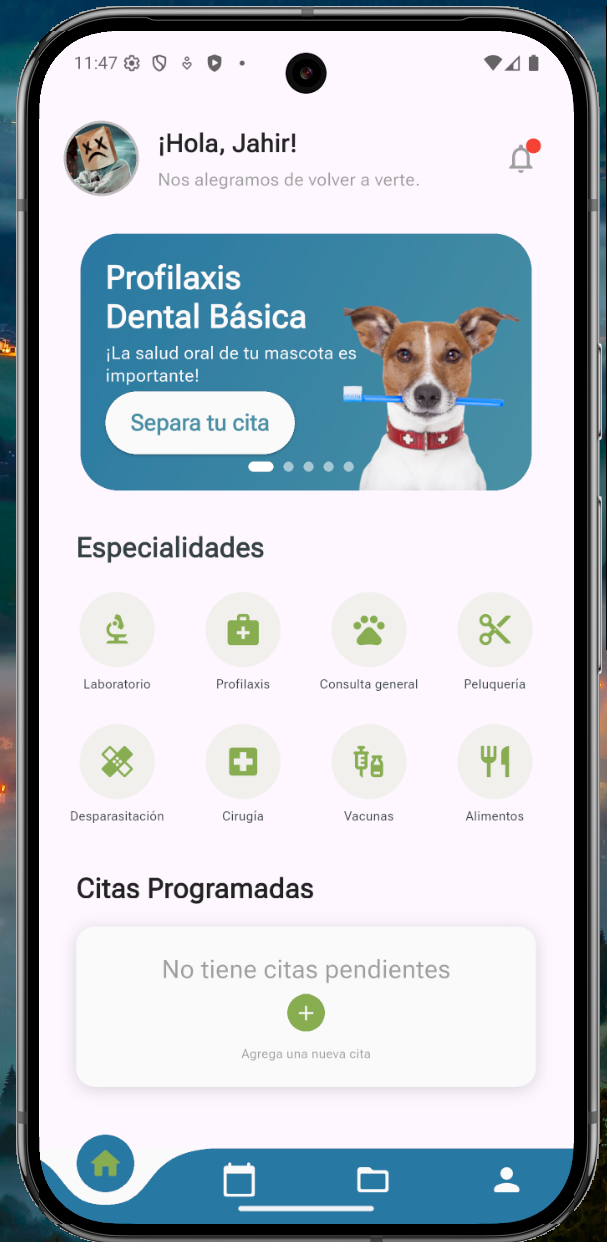 11:47
¡Hola, Jahir!
Nos alegramos de volver a verte.
Profilaxis
Dental Básica
¡La salud oral de tu mascota es
importante!
Separa tu cita
Especialidades
Laboratorio
Profilaxis
Consulta general
Peluquería
Desparasitación
Cirugía
Vacunas
Alimentos
Citas Programadas
No tiene citas pendientes
Agrega una nueva cita